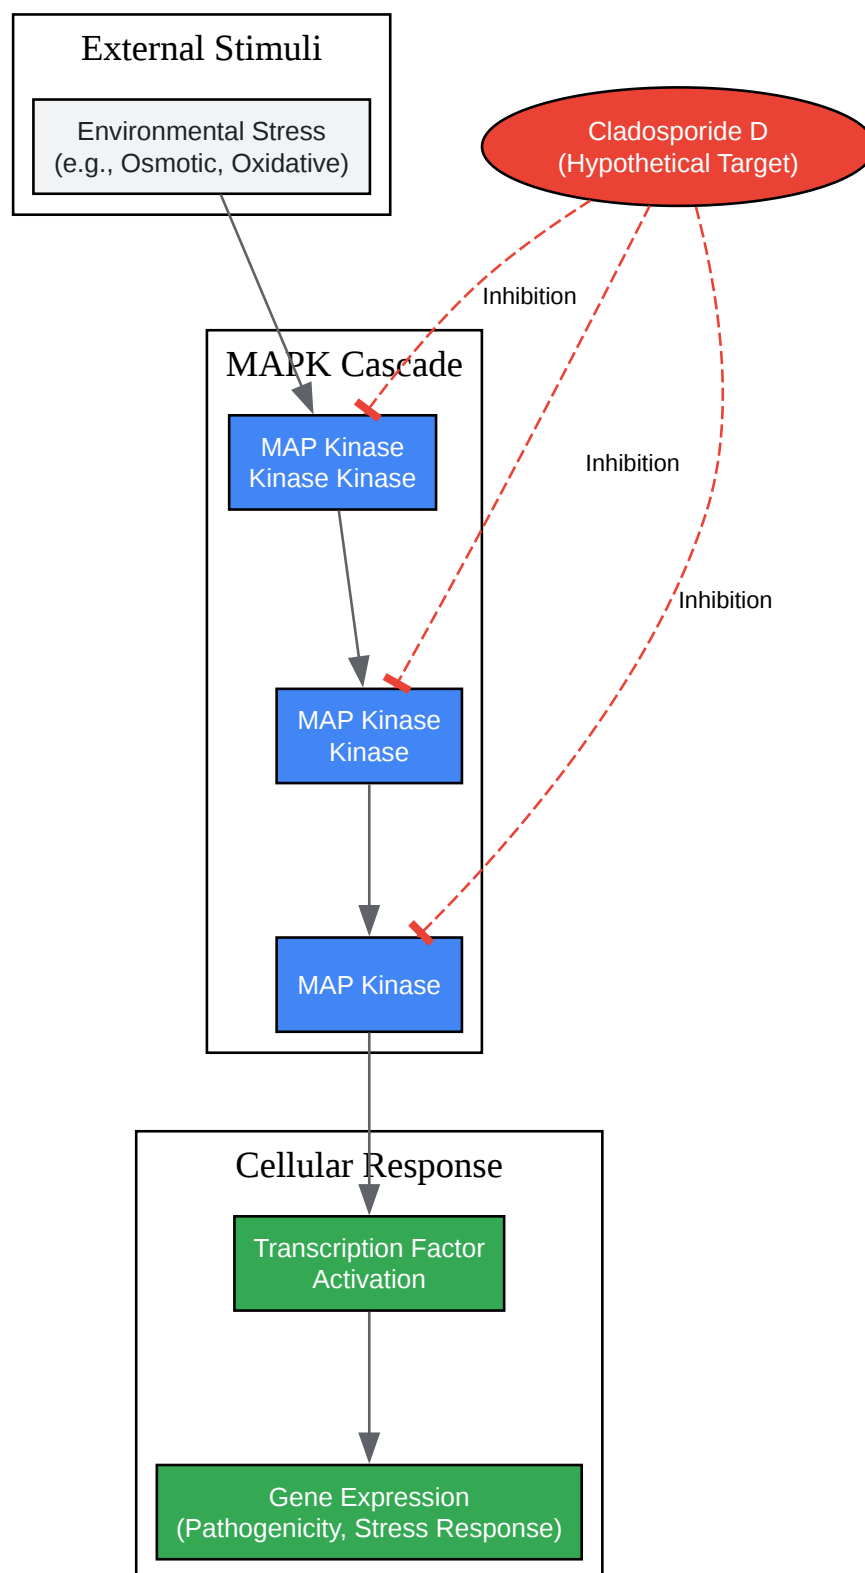 External Stimuli
Environmental Stress
(e.g., Osmotic, Oxidative)
Cladosporide D
(Hypothetical Target)
Inhibition
MAPK Cascade
MAP Kinase
Kinase Kinase
Inhibition
Inhibition
MAP Kinase
Kinase
MAP Kinase
Cellular Response
Transcription Factor
Activation
Gene Expression
(Pathogenicity, Stress Response)